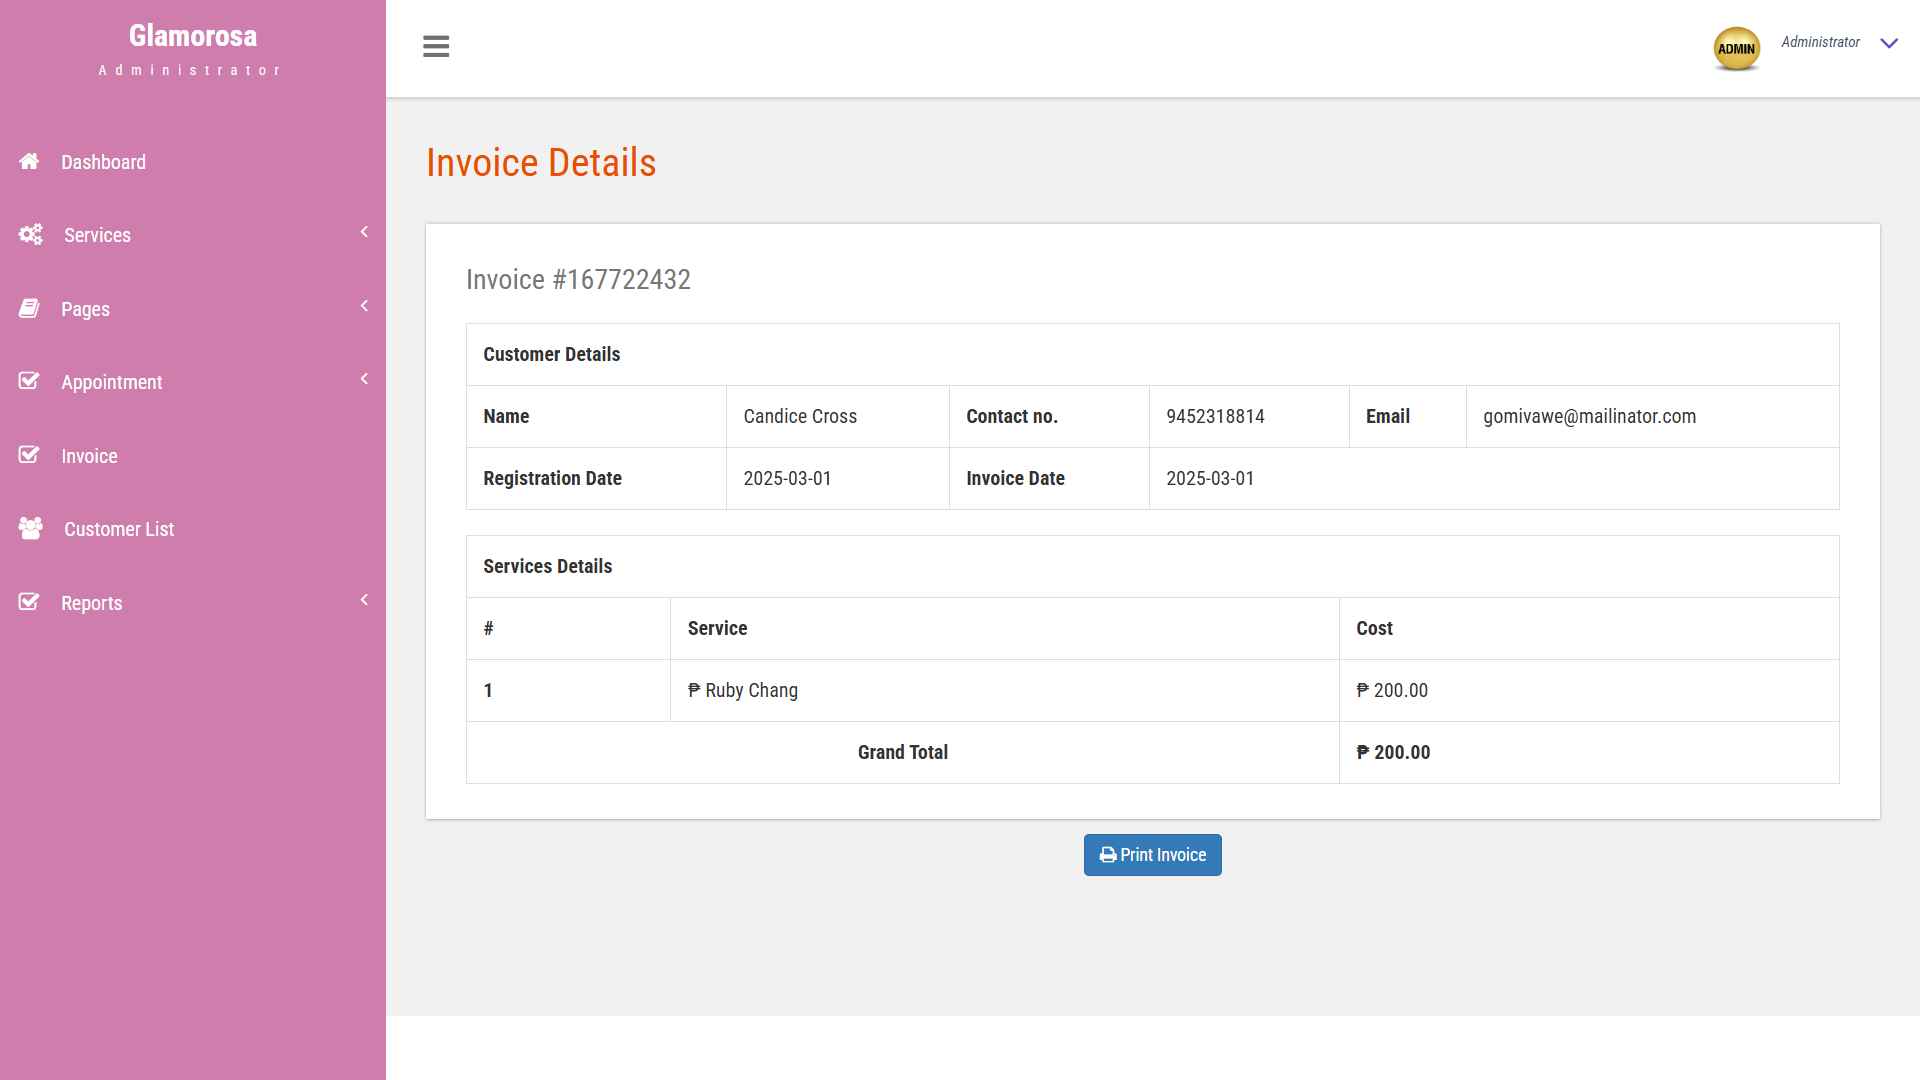 Glamorosa
Administrator
ADMIN
Administrator
Dashboard
Services
Pages
Appointment
Invoice
Customer List
Reports
Invoice Details
Invoice #167722432
Customer Details
Name Candice Cross Contact no. 9452318814 Email gomivawe@mailinator.com
Registration Date 2025-03-01 Invoice Date 2025-03-01
Services Details
# Service Cost
1 ₱ Ruby Chang ₱ 200.00
Grand Total ₱ 200.00
Print Invoice